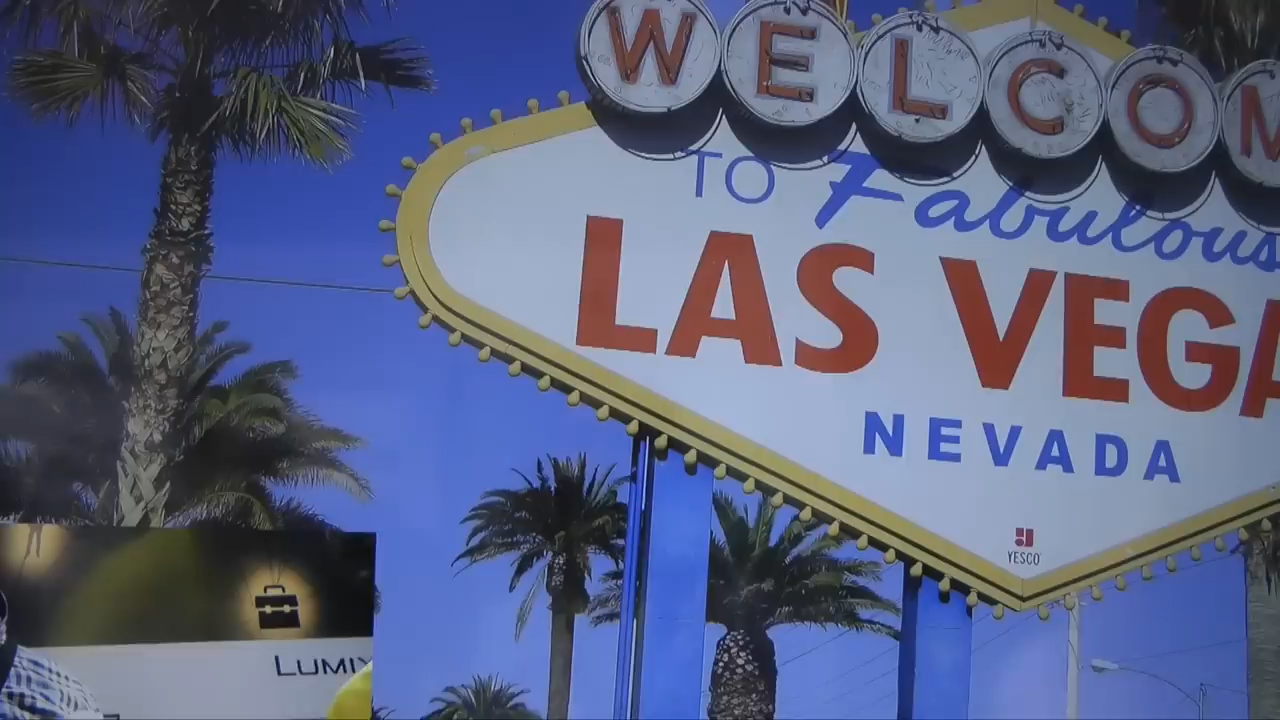 WELCOM
TO Fabulous
LAS VEGA
NEVADA
YESCO
LUMIX